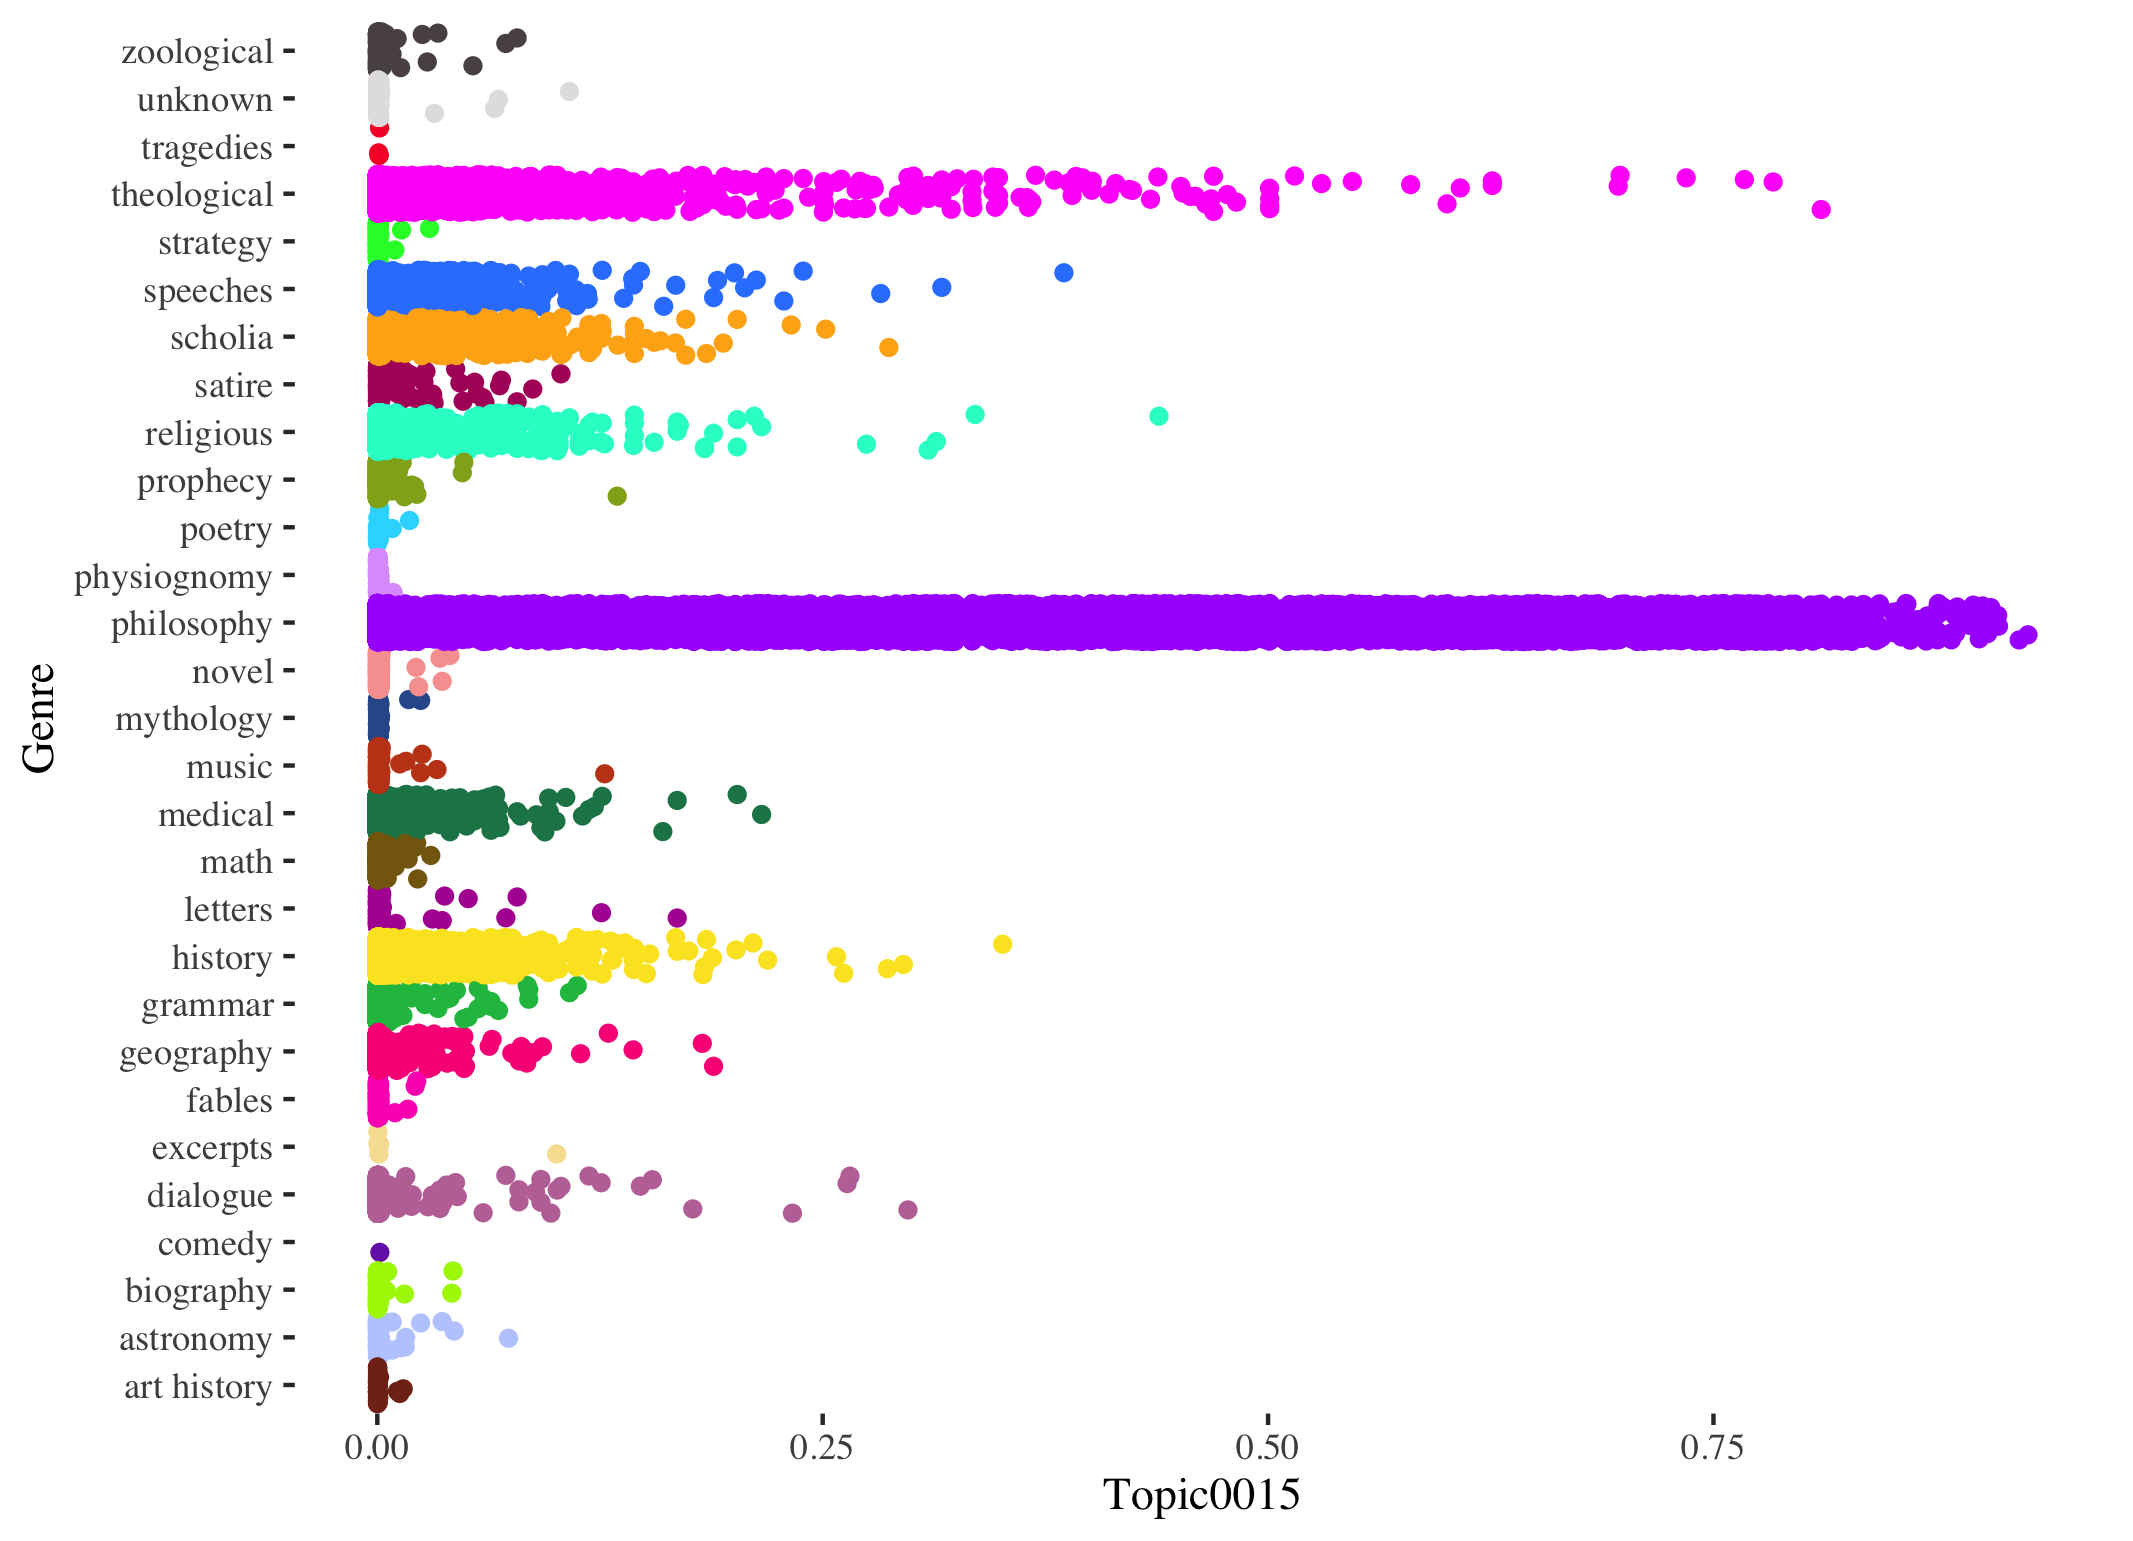 zoological
unknown
tragedies
theological
strategy
speeches
scholia
satire
religious
prophecy
poetry
physiognomy
philosophy
novel
mythology
music
medical
math
letters
history
grammar
geography
fables
excerpts
dialogue
comedy
biography
astronomy
art history
Genre
0.00 0.25 0.50 0.75
Topic0015